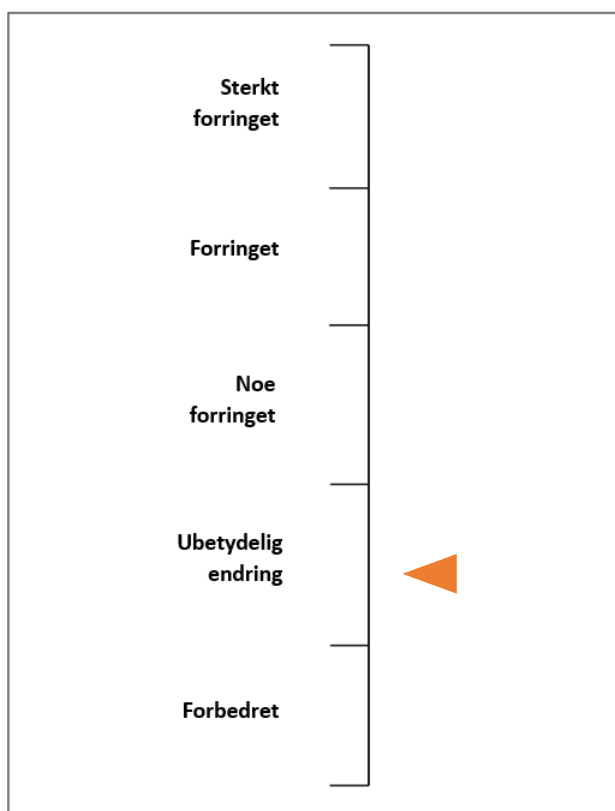 Sterkt
forringet
Forringet
Noe
forringet
Ubetydelig
endring
Forbedret